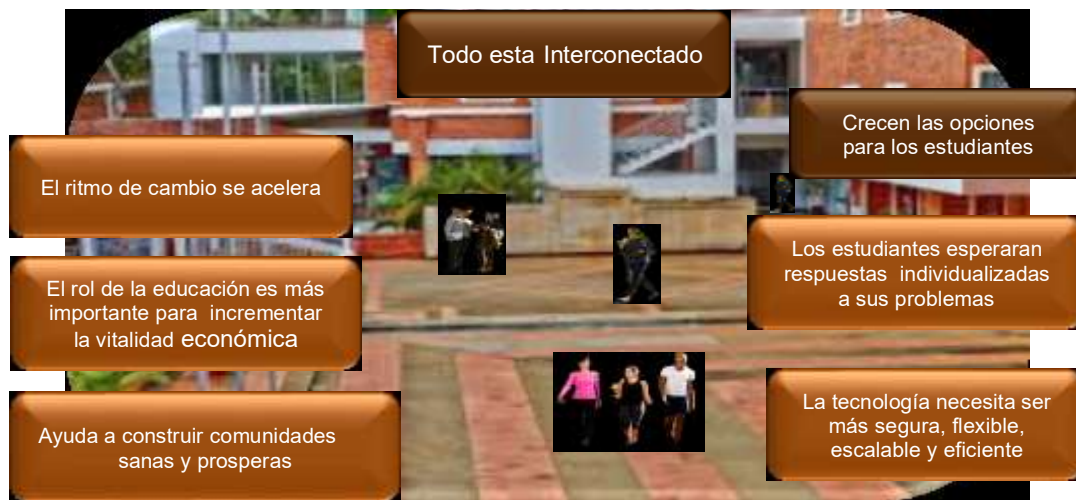 Todo esta Interconectado
Crecen las opciones
para los estudiantes
El ritmo de cambio se acelera
Los estudiantes esperaran
respuestas individualizadas
a sus problemas
El rol de la educación es más
importante para incrementar
la vitalidad económica
La tecnología necesita ser
más segura, flexible,
escalable y eficiente
Ayuda a construir comunidades
sanas y prosperas